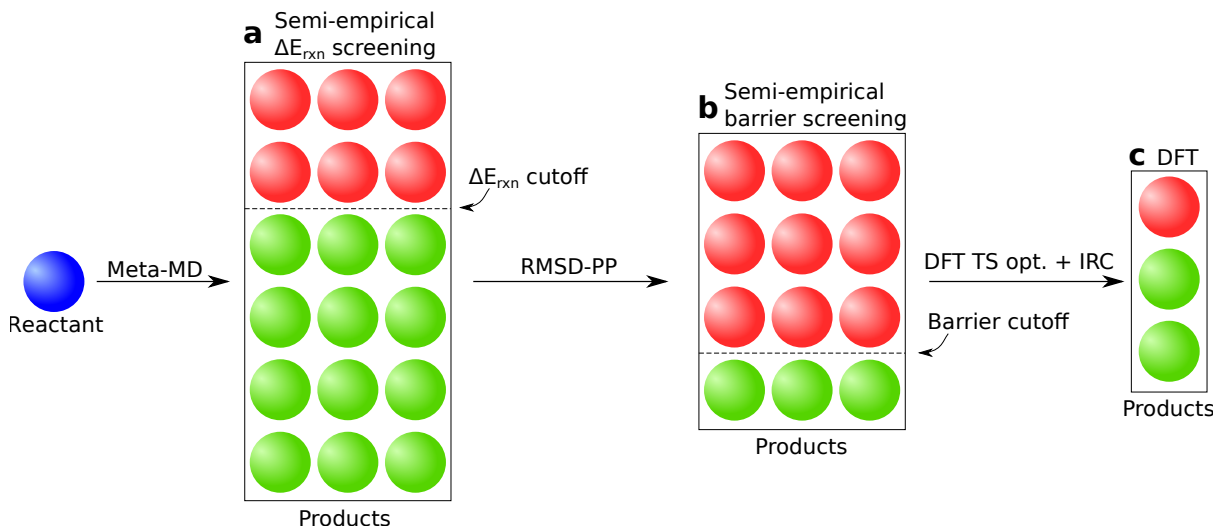 a Semi-empirical
ΔErxn screening
ΔErxn cutoff
Meta-MD
Reactant
Products
RMSD-PP
b Semi-empirical
barrier screening
Barrier cutoff
Products
DFT TS opt. + IRC
c DFT
Products